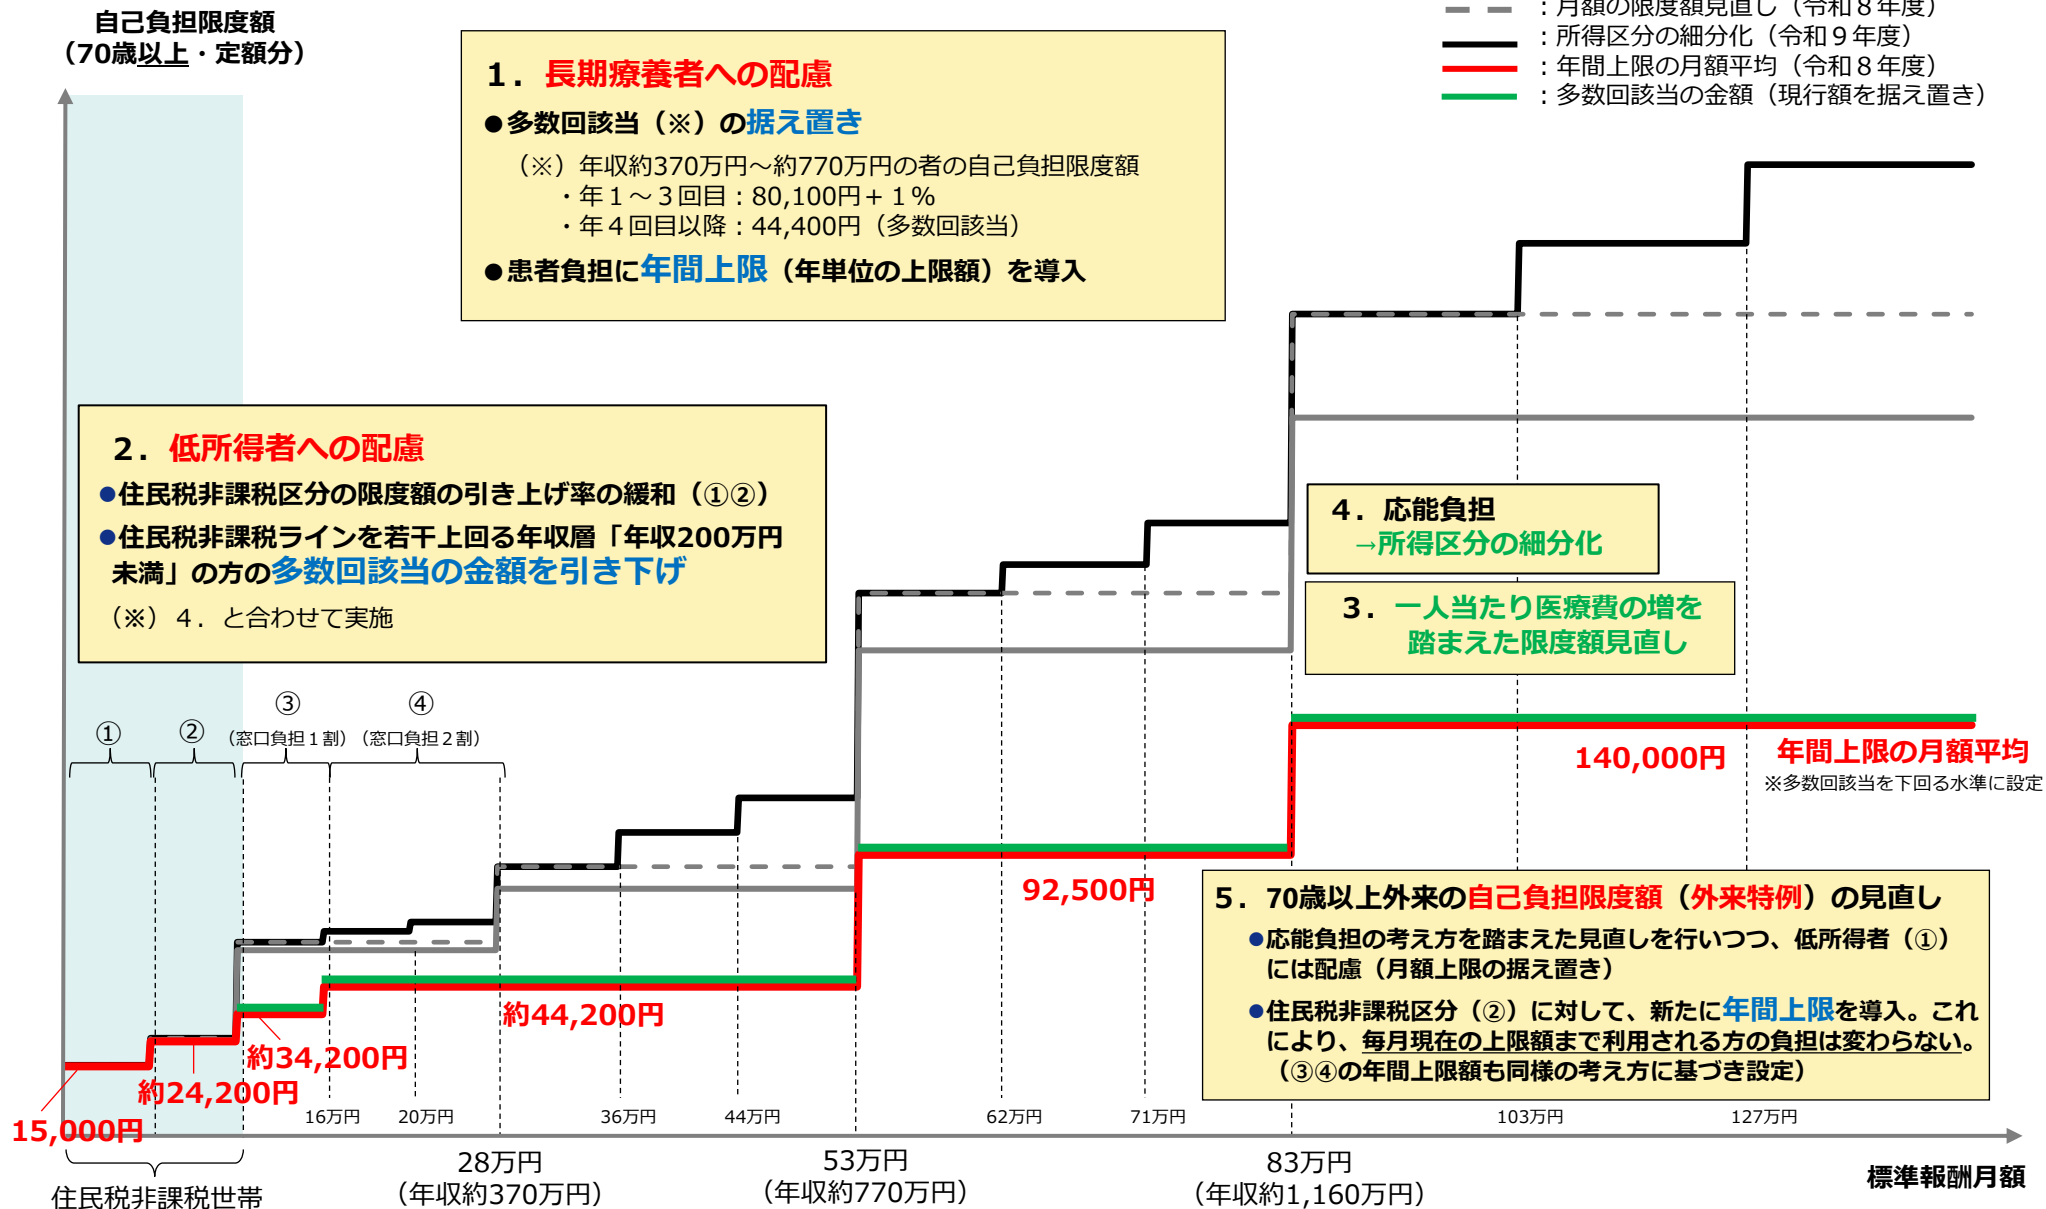 自己負担限度額
（70歳以上・定額分）
：月額の限度額見直し（令和８年度）
：所得区分の細分化（令和９年度）
：年間上限の月額平均（令和８年度）
：多数回該当の金額（現行額を据え置き）
１．長期療養者への配慮
●多数回該当（※）の据え置き
（※）年収約370万円～約770万円の者の自己負担限度額
・年１～３回目：80,100円＋１％
・年４回目以降：44,400円（多数回該当）
●患者負担に年間上限（年単位の上限額）を導入
２．低所得者への配慮
●住民税非課税区分の限度額の引き上げ率の緩和（①②）
●住民税非課税ラインを若干上回る年収層「年収200万円
未満」の方の多数回該当の金額を引き下げ
（※）４．と合わせて実施
４．応能負担
→所得区分の細分化
３．一人当たり医療費の増を
踏まえた限度額見直し
①
②
③
（窓口負担１割）
④
（窓口負担２割）
140,000円
年間上限の月額平均
※多数回該当を下回る水準に設定
92,500円
約44,200円
約34,200円
約24,200円
15,000円
５．70歳以上外来の自己負担限度額（外来特例）の見直し
●応能負担の考え方を踏まえた見直しを行いつつ、低所得者（①）
には配慮（月額上限の据え置き）
●住民税非課税区分（②）に対して、新たに年間上限を導入。これ
により、毎月現在の上限額まで利用される方の負担は変わらない。
（③④の年間上限額も同様の考え方に基づき設定）
16万円
20万円
36万円
44万円
62万円
71万円
103万円
127万円
住民税非課税世帯
28万円
（年収約370万円）
53万円
（年収約770万円）
83万円
（年収約1,160万円）
標準報酬月額